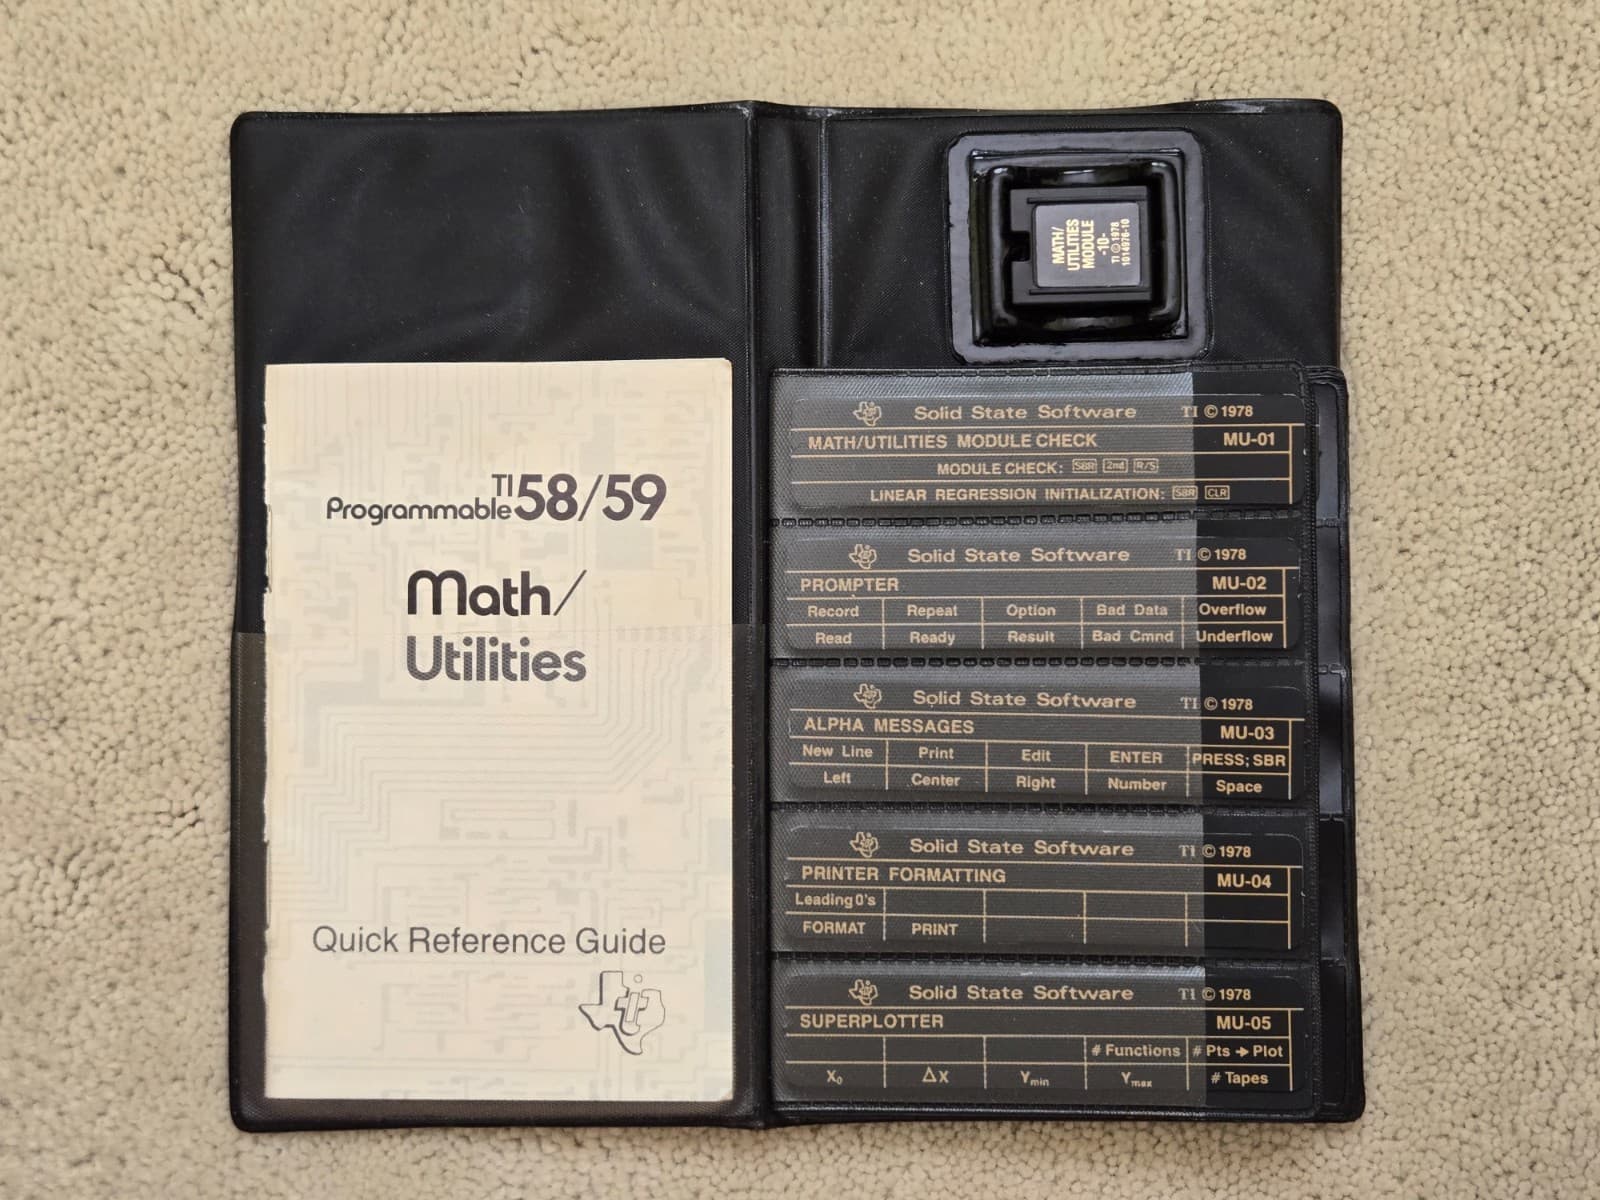 TI
Programmable 58/59
Math/
Utilities
Quick Reference Guide
MATH/
UTILITIES
MODULE
-10-
TI © 1978
1014976-10
Solid State Software TI © 1978
MATH/UTILITIES MODULE CHECK MU-01
MODULE CHECK: SBR 2nd R/S
LINEAR REGRESSION INITIALIZATION: SBR CLR
Solid State Software TI © 1978
PROMPTER MU-02
Record Repeat Option Bad Data Overflow
Read Ready Result Bad Cmnd Underflow
Solid State Software TI © 1978
ALPHA MESSAGES MU-03
New Line Print Edit ENTER PRESS; SBR
Left Center Right Number Space
Solid State Software TI © 1978
PRINTER FORMATTING MU-04
Leading 0's
FORMAT PRINT
Solid State Software TI © 1978
SUPERPLOTTER MU-05
# Functions # Pts → Plot
X₀ ΔX Ymin Ymax # Tapes